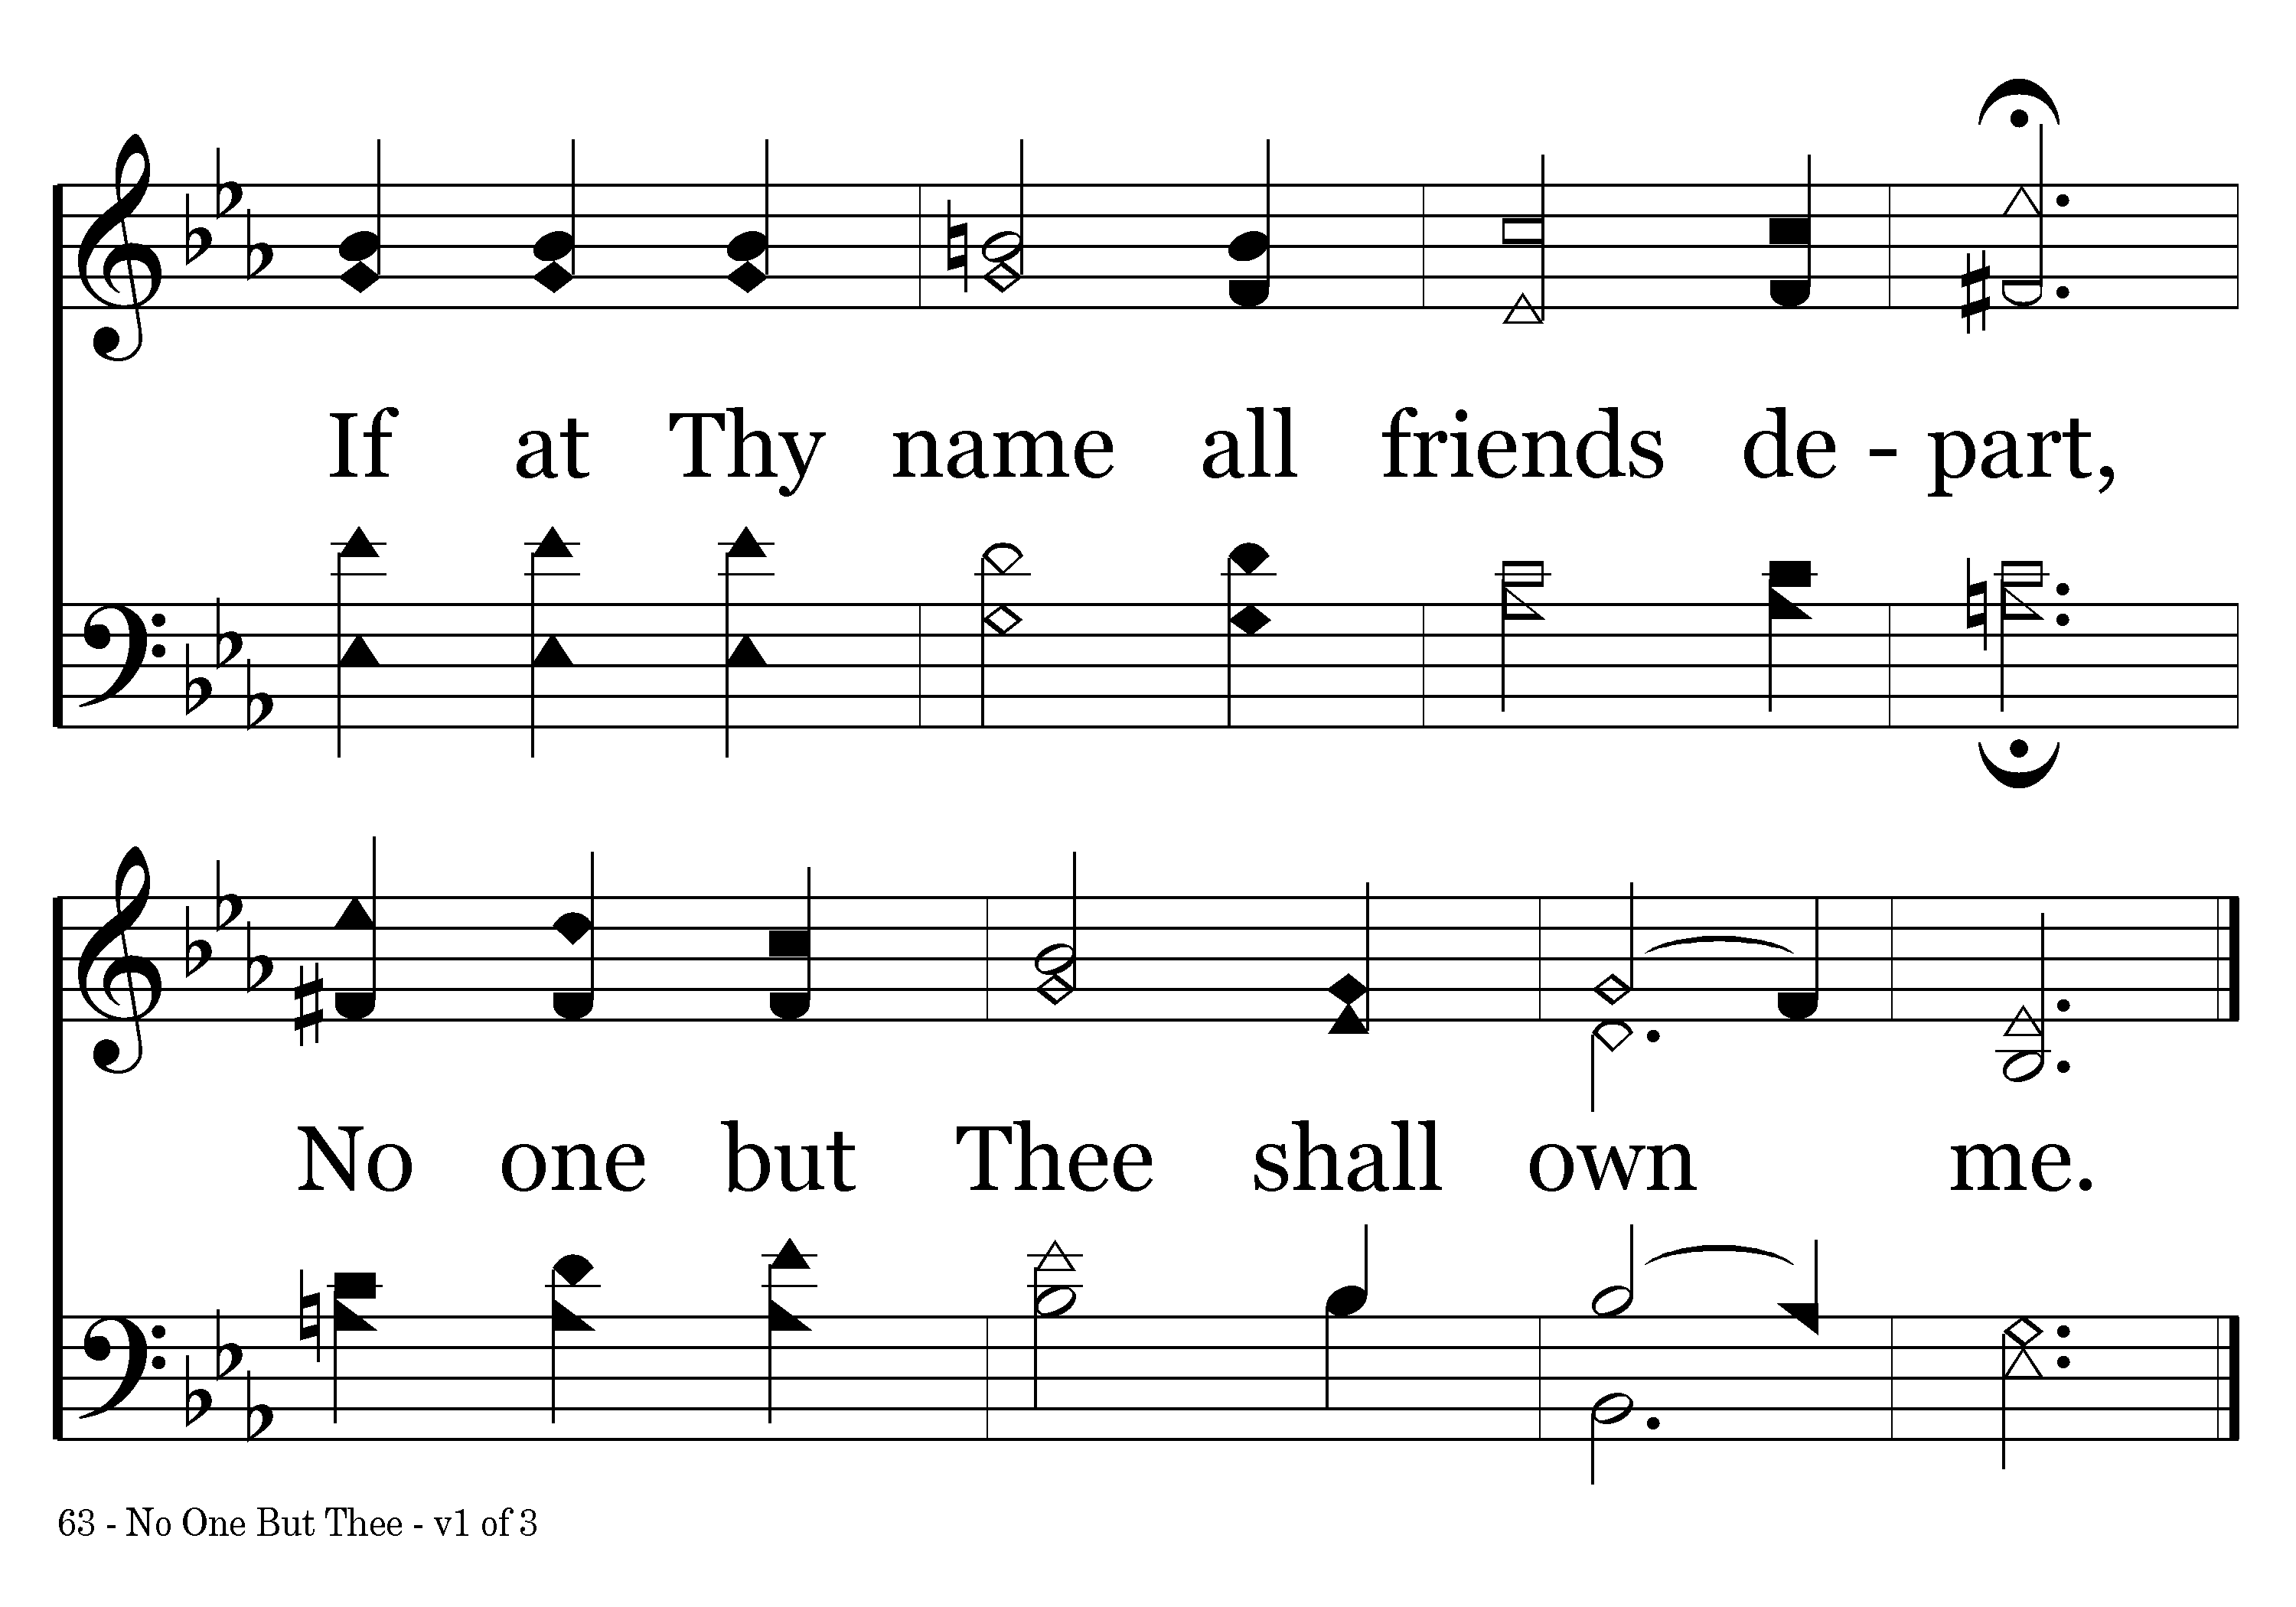 If at Thy name all friends de - part,
No one but Thee shall own me.
63 - No One But Thee - v1 of 3